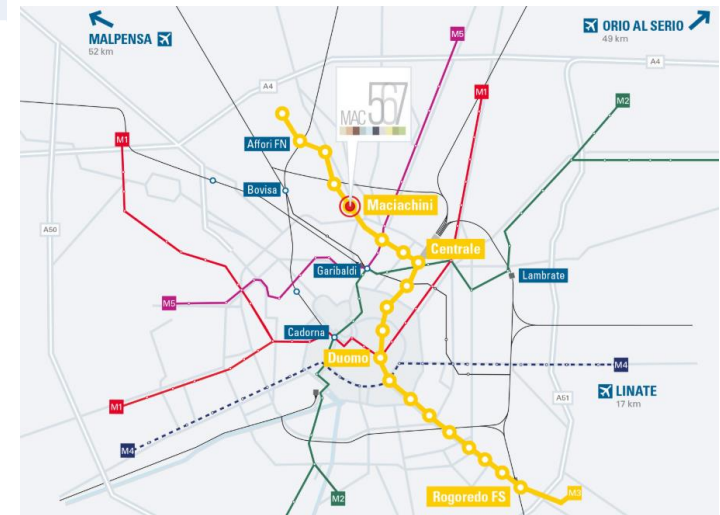 MALPENSA
52 km
ORIO AL SERIO
49 km
M5
A4
A4
567
MAC
M1
M2
M1
Affori FN
Bovisa
Maciachini
A50
Centrale
Garibaldi
Lambrate
M5
Cadorna
Duomo
M4
LINATE
17 km
A51
M1
M4
M2
Rogoredo FS
M3